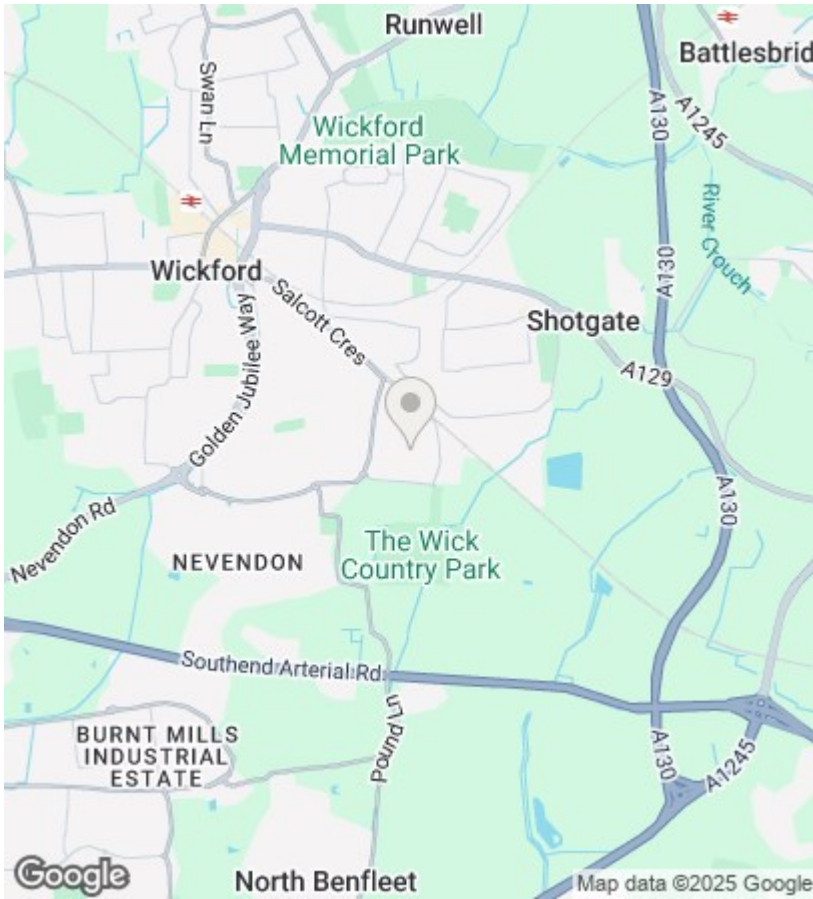 Runwell
Battlesbrid
Swan Ln
A130
A1245
Wickford
Memorial Park
River Crouch
A130
Wickford
Salcott Cres
Shotgate
Golden Jubilee Way
A129
A130
Nevendon Rd
The Wick
Country Park
NEVENDON
Southend Arterial Rd
Pound Ln
BURNT MILLS
INDUSTRIAL
ESTATE
A130
A1245
North Benfleet
Google
Map data ©2025 Google